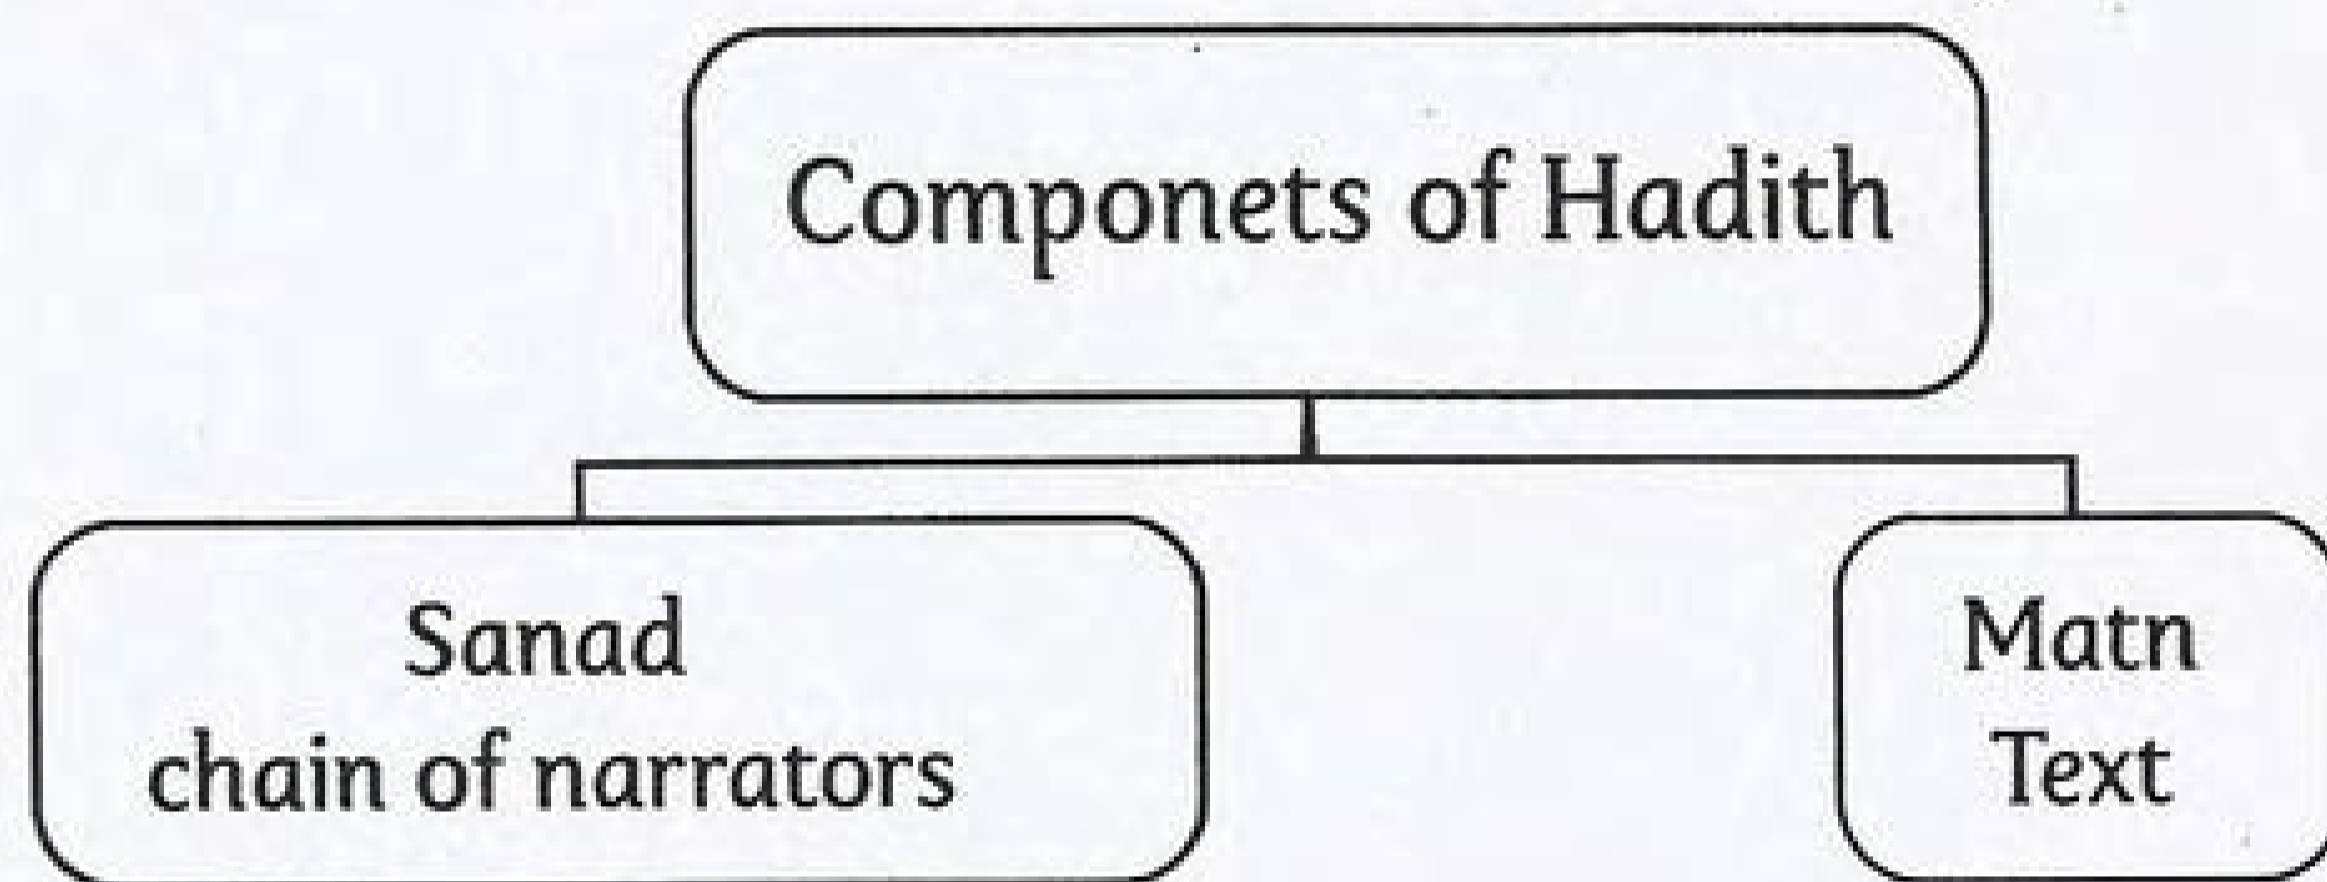 Componets of Hadith
Sanad
chain of narrators
Matn
Text